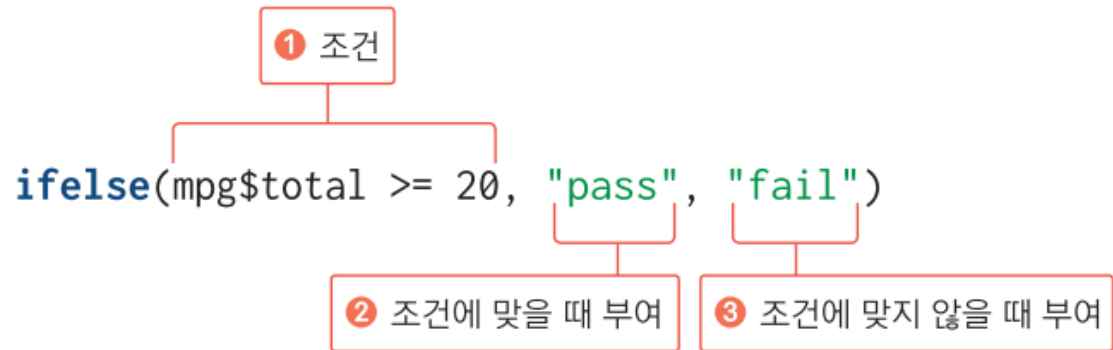 ❶ 조건
ifelse(mpg$total >= 20, "pass", "fail")
❷ 조건에 맞을 때 부여
❸ 조건에 맞지 않을 때 부여